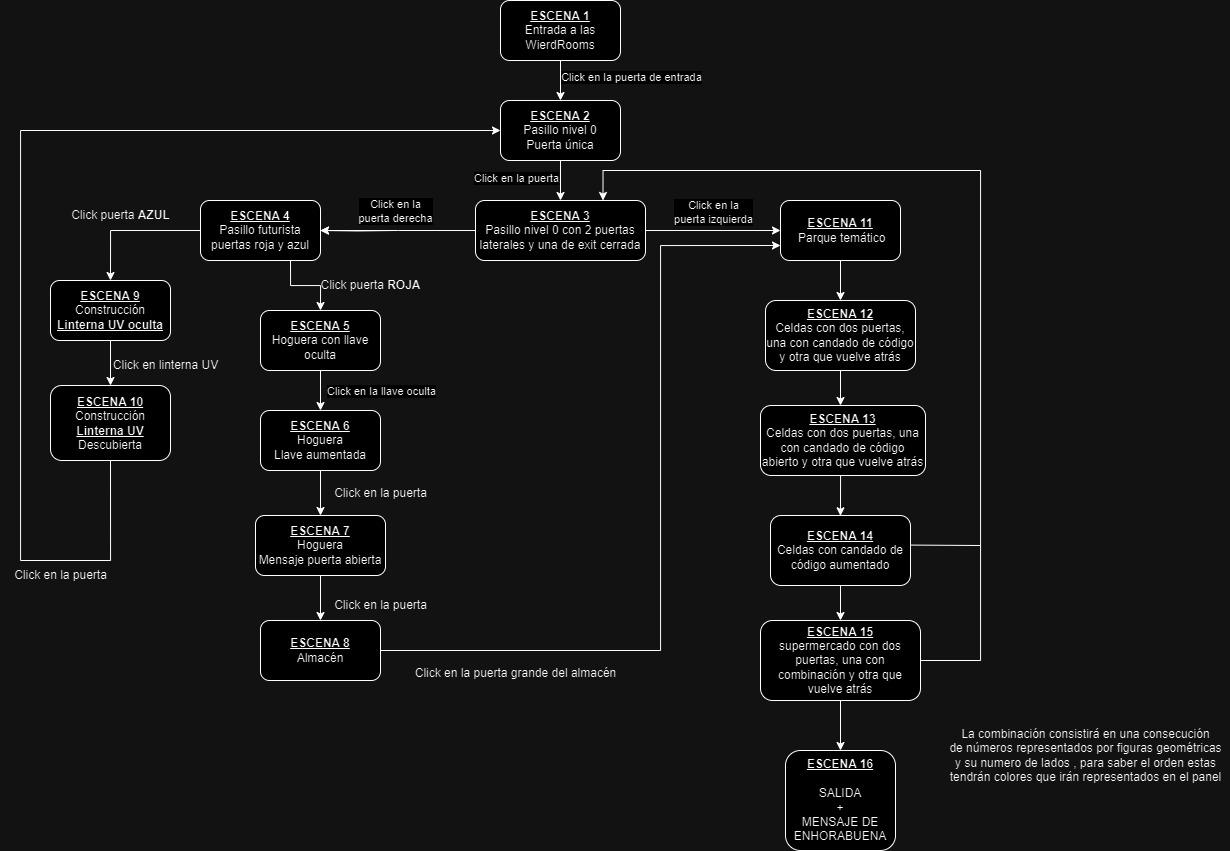 ESCENA 1
Entrada a las
WierdRooms
Click en la puerta de entrada
ESCENA 2
Pasillo nivel 0
Puerta única
Click en la puerta
Click puerta AZUL
ESCENA 4
Pasillo futurista
puertas roja y azul
Click en la
puerta derecha
ESCENA 3
Pasillo nivel 0 con 2 puertas
laterales y una de exit cerrada
Click en la
puerta izquierda
ESCENA 11
Parque temático
ESCENA 9
Construcción
Linterna UV oculta
Click puerta ROJA
ESCENA 5
Hoguera con llave
oculta
ESCENA 12
Celdas con dos puertas,
una con candado de código
y otra que vuelve atrás
Click en linterna UV
Click en la llave oculta
ESCENA 10
Construcción
Linterna UV
Descubierta
ESCENA 6
Hoguera
Llave aumentada
ESCENA 13
Celdas con dos puertas, una
con candado de código
abierto y otra que vuelve atrás
Click en la puerta
ESCENA 7
Hoguera
Mensaje puerta abierta
ESCENA 14
Celdas con candado de
código aumentado
Click en la puerta
Click en la puerta
ESCENA 8
Almacén
Click en la puerta grande del almacén
ESCENA 15
supermercado con dos
puertas, una con
combinación y otra que
vuelve atrás
La combinación consistirá en una consecución
de números representados por figuras geométricas
y su numero de lados , para saber el orden estas
tendrán colores que irán representados en el panel
ESCENA 16
SALIDA
+
MENSAJE DE
ENHORABUENA